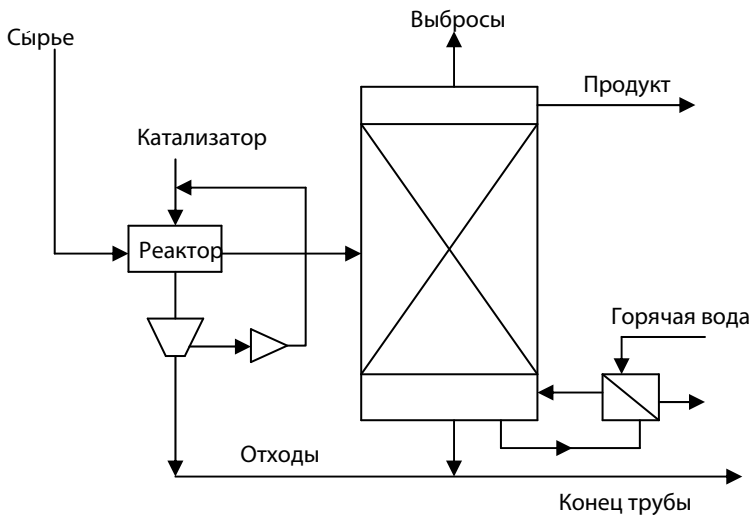 Выбросы
Сырье
Продукт
Катализатор
Реактор
Горячая вода
Отходы
Конец трубы